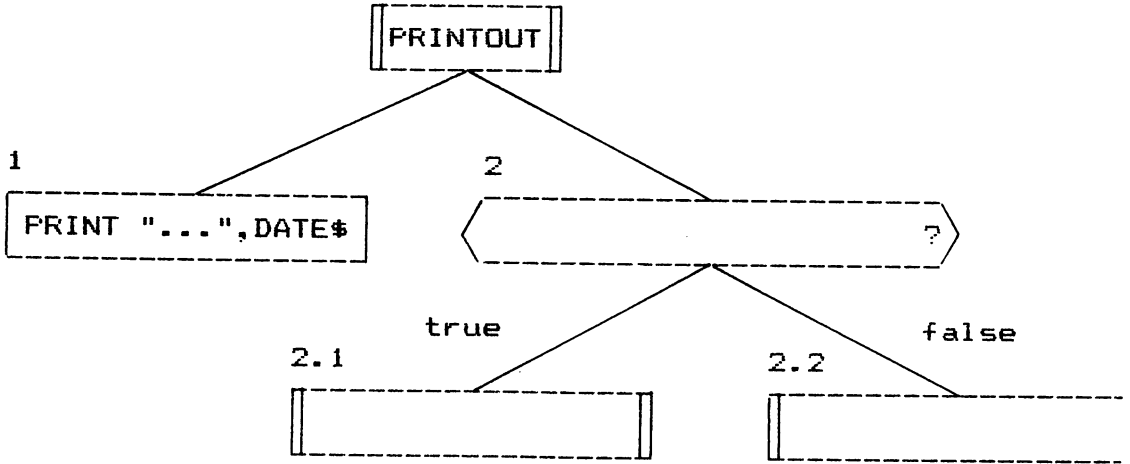 PRINTOUT
1
2
PRINT "...",DATE$
?
true
false
2.1
2.2